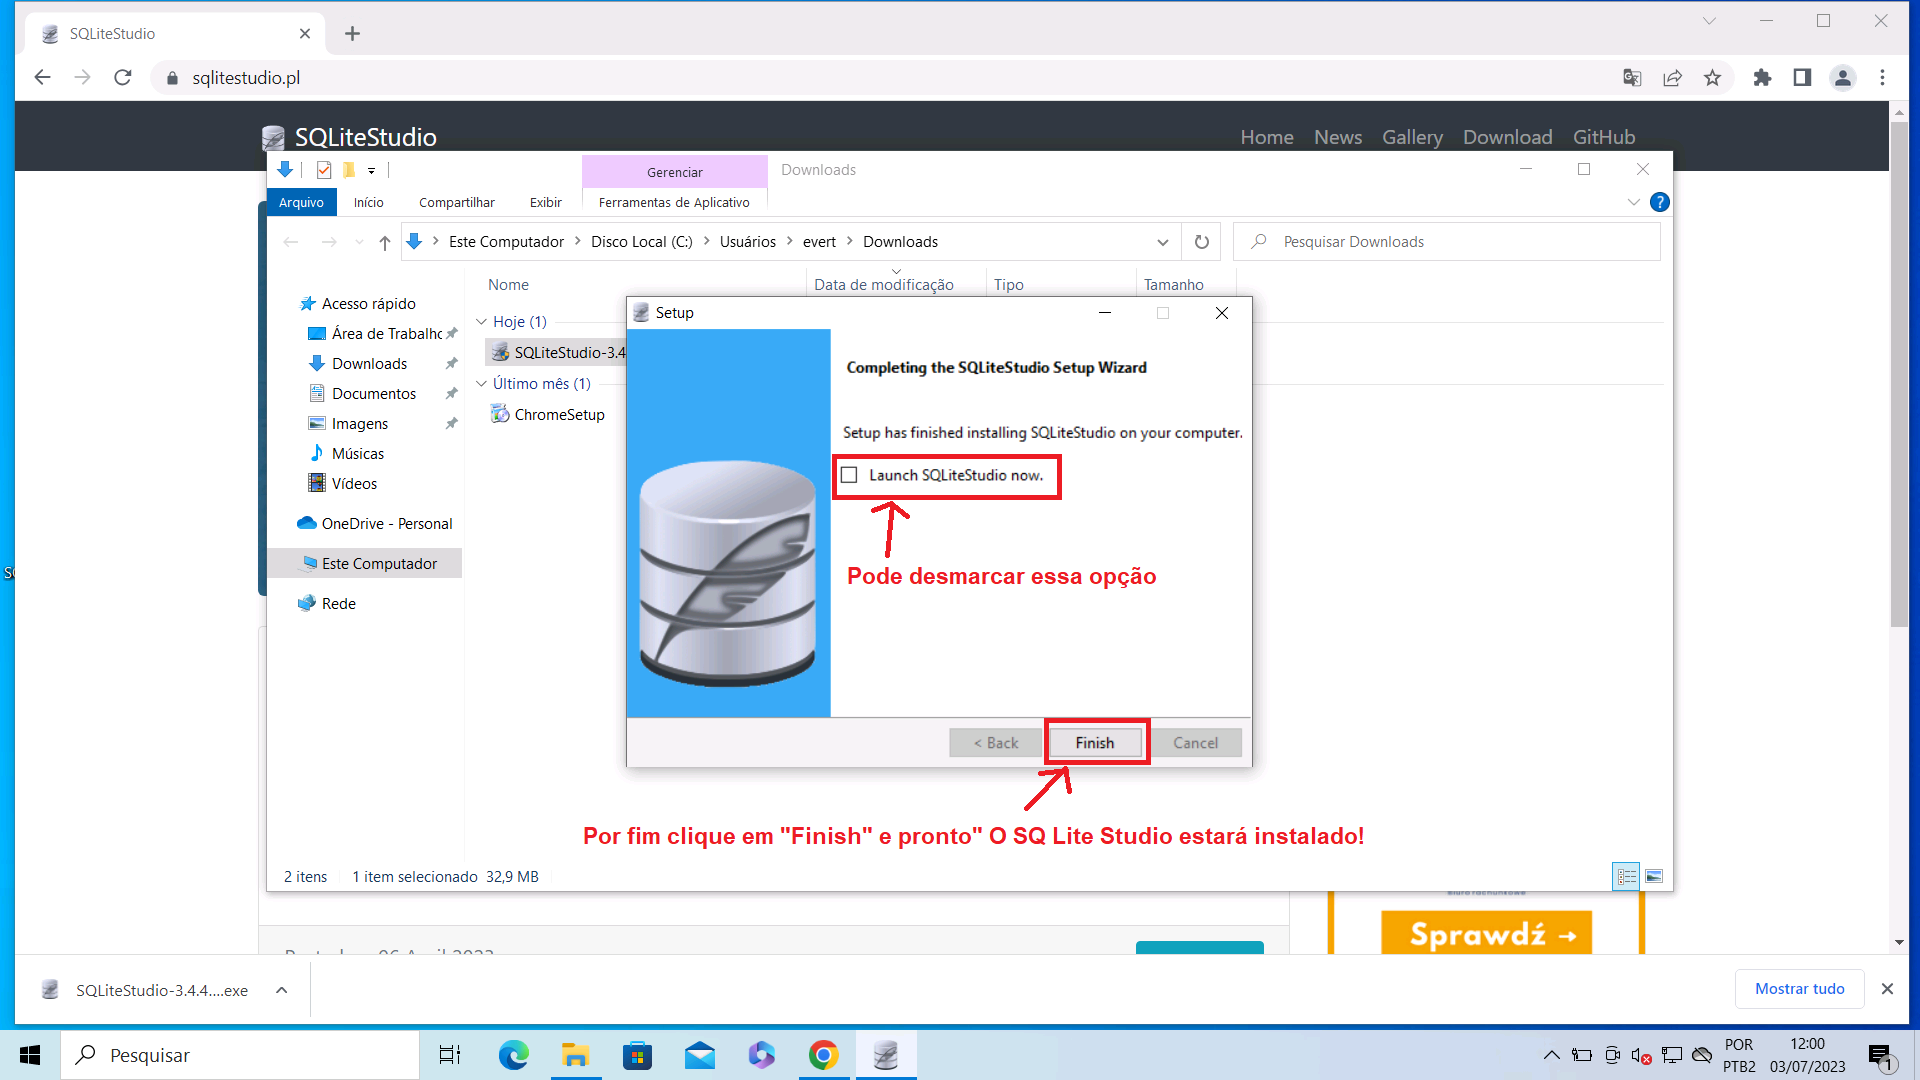 SQLiteStudio
sqlitestudio.pl
SQLiteStudio
Home News Gallery Download GitHub
Gerenciar
Downloads
Arquivo Início Compartilhar Exibir Ferramentas de Aplicativo
Este Computador > Disco Local (C:) > Usuários > evert > Downloads
Pesquisar Downloads
Nome Data de modificação Tipo Tamanho
Acesso rápido
Área de Trabalho
Downloads
Documentos
Imagens
Músicas
Vídeos
OneDrive - Personal
Este Computador
Rede
Hoje (1)
SQLiteStudio-3.4
Último mês (1)
ChromeSetup
Setup
Completing the SQLiteStudio Setup Wizard
Setup has finished installing SQLiteStudio on your computer.
Launch SQLiteStudio now.
Pode desmarcar essa opção
< Back Finish Cancel
Por fim clique em "Finish" e pronto" O SQ Lite Studio estará instalado!
2 itens 1 item selecionado 32,9 MB
Sprawdź →
SQLiteStudio-3.4.4....exe
Mostrar tudo
Pesquisar
POR
PTB2
12:00
03/07/2023
1